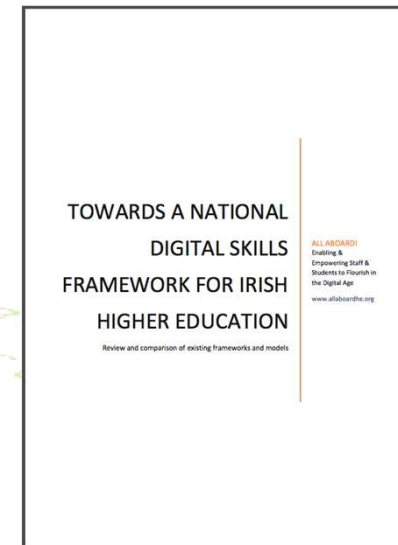 TOWARDS A NATIONAL
DIGITAL SKILLS
FRAMEWORK FOR IRISH
HIGHER EDUCATION
Review and comparison of existing frameworks and models
ALL ABOARD!
Enabling &
Empowering Staff &
Students to Flourish in
the Digital Age
www.allaboardhe.org